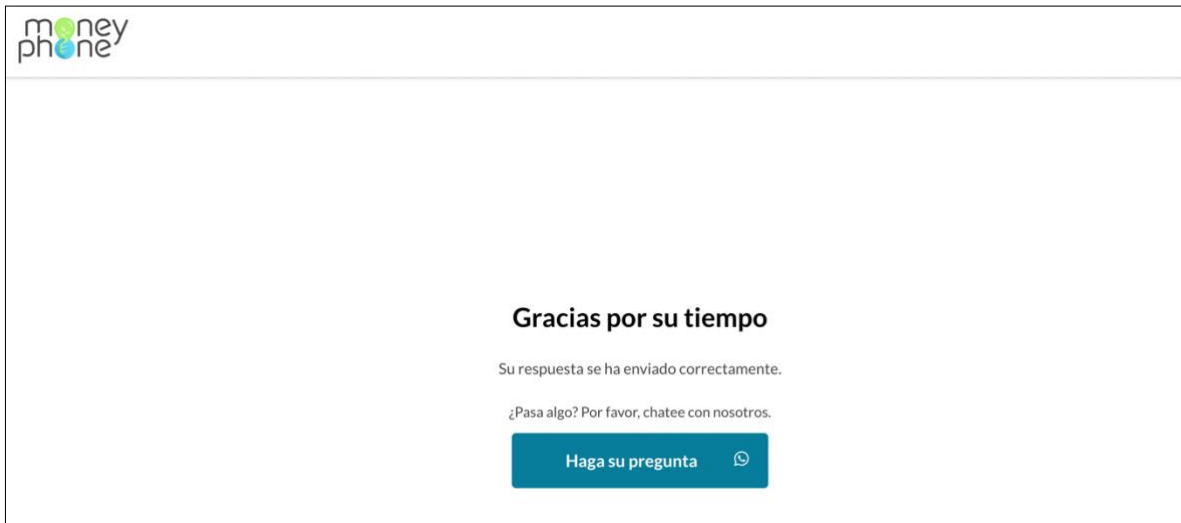 money
phone
Gracias por su tiempo
Su respuesta se ha enviado correctamente.
¿Pasa algo? Por favor, chatee con nosotros.
Haga su pregunta